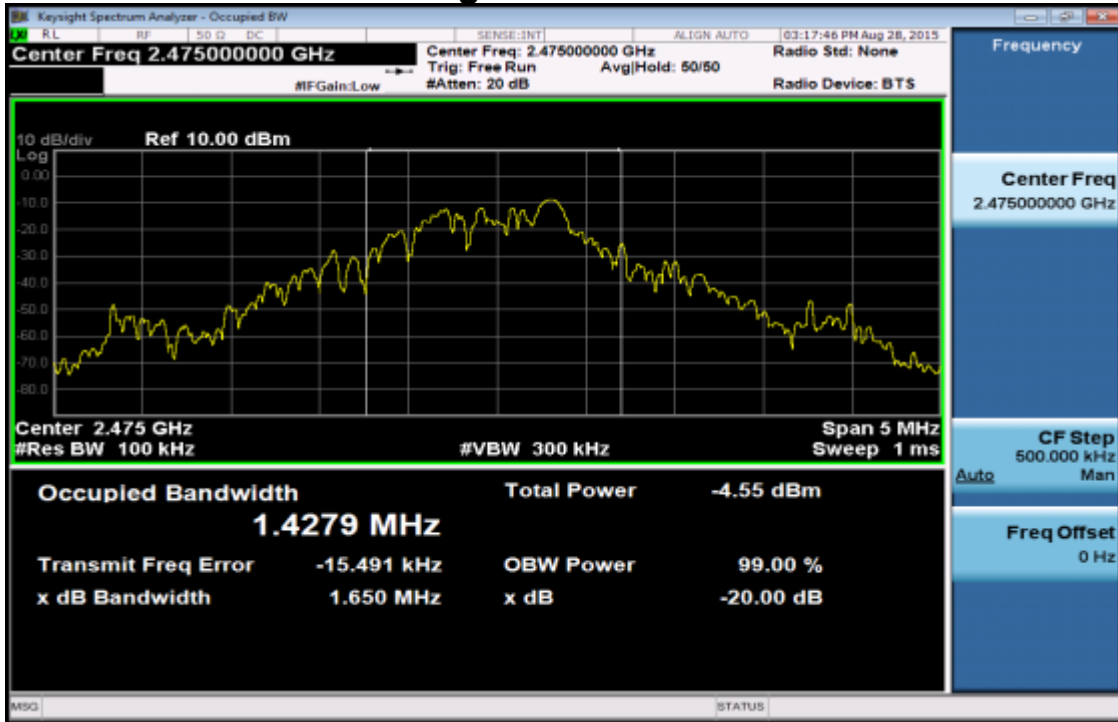 Keysight Spectrum Analyzer - Occupied BW
RL RF 50 Ω DC SENSE:INT ALIGN AUTO 03:17:46 PM Aug 28, 2015
Center Freq 2.475000000 GHz
Center Freq: 2.475000000 GHz
Radio Std: None
Trig: Free Run Avg|Hold: 50/50
#IFGain:Low
#Atten: 20 dB
Radio Device: BTS
Frequency
10 dB/div Ref 10.00 dBm
Log
0.00
-10.0
-20.0
-30.0
-40.0
-50.0
-60.0
-70.0
-80.0
Center 2.475 GHz Span 5 MHz
#Res BW 100 kHz #VBW 300 kHz Sweep 1 ms
Center Freq
2.475000000 GHz
CF Step
500.000 kHz
Auto Man
Freq Offset
0 Hz
Occupied Bandwidth Total Power -4.55 dBm
1.4279 MHz
Transmit Freq Error -15.491 kHz OBW Power 99.00 %
x dB Bandwidth 1.650 MHz x dB -20.00 dB
MSG STATUS